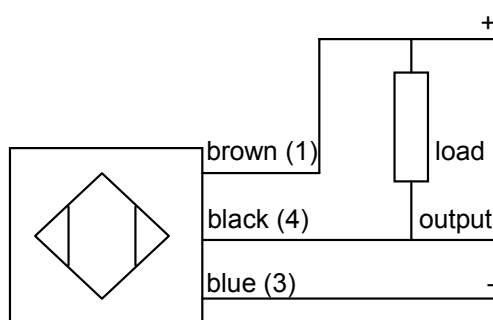 +
brown (1)
load
black (4)
output
blue (3)
-